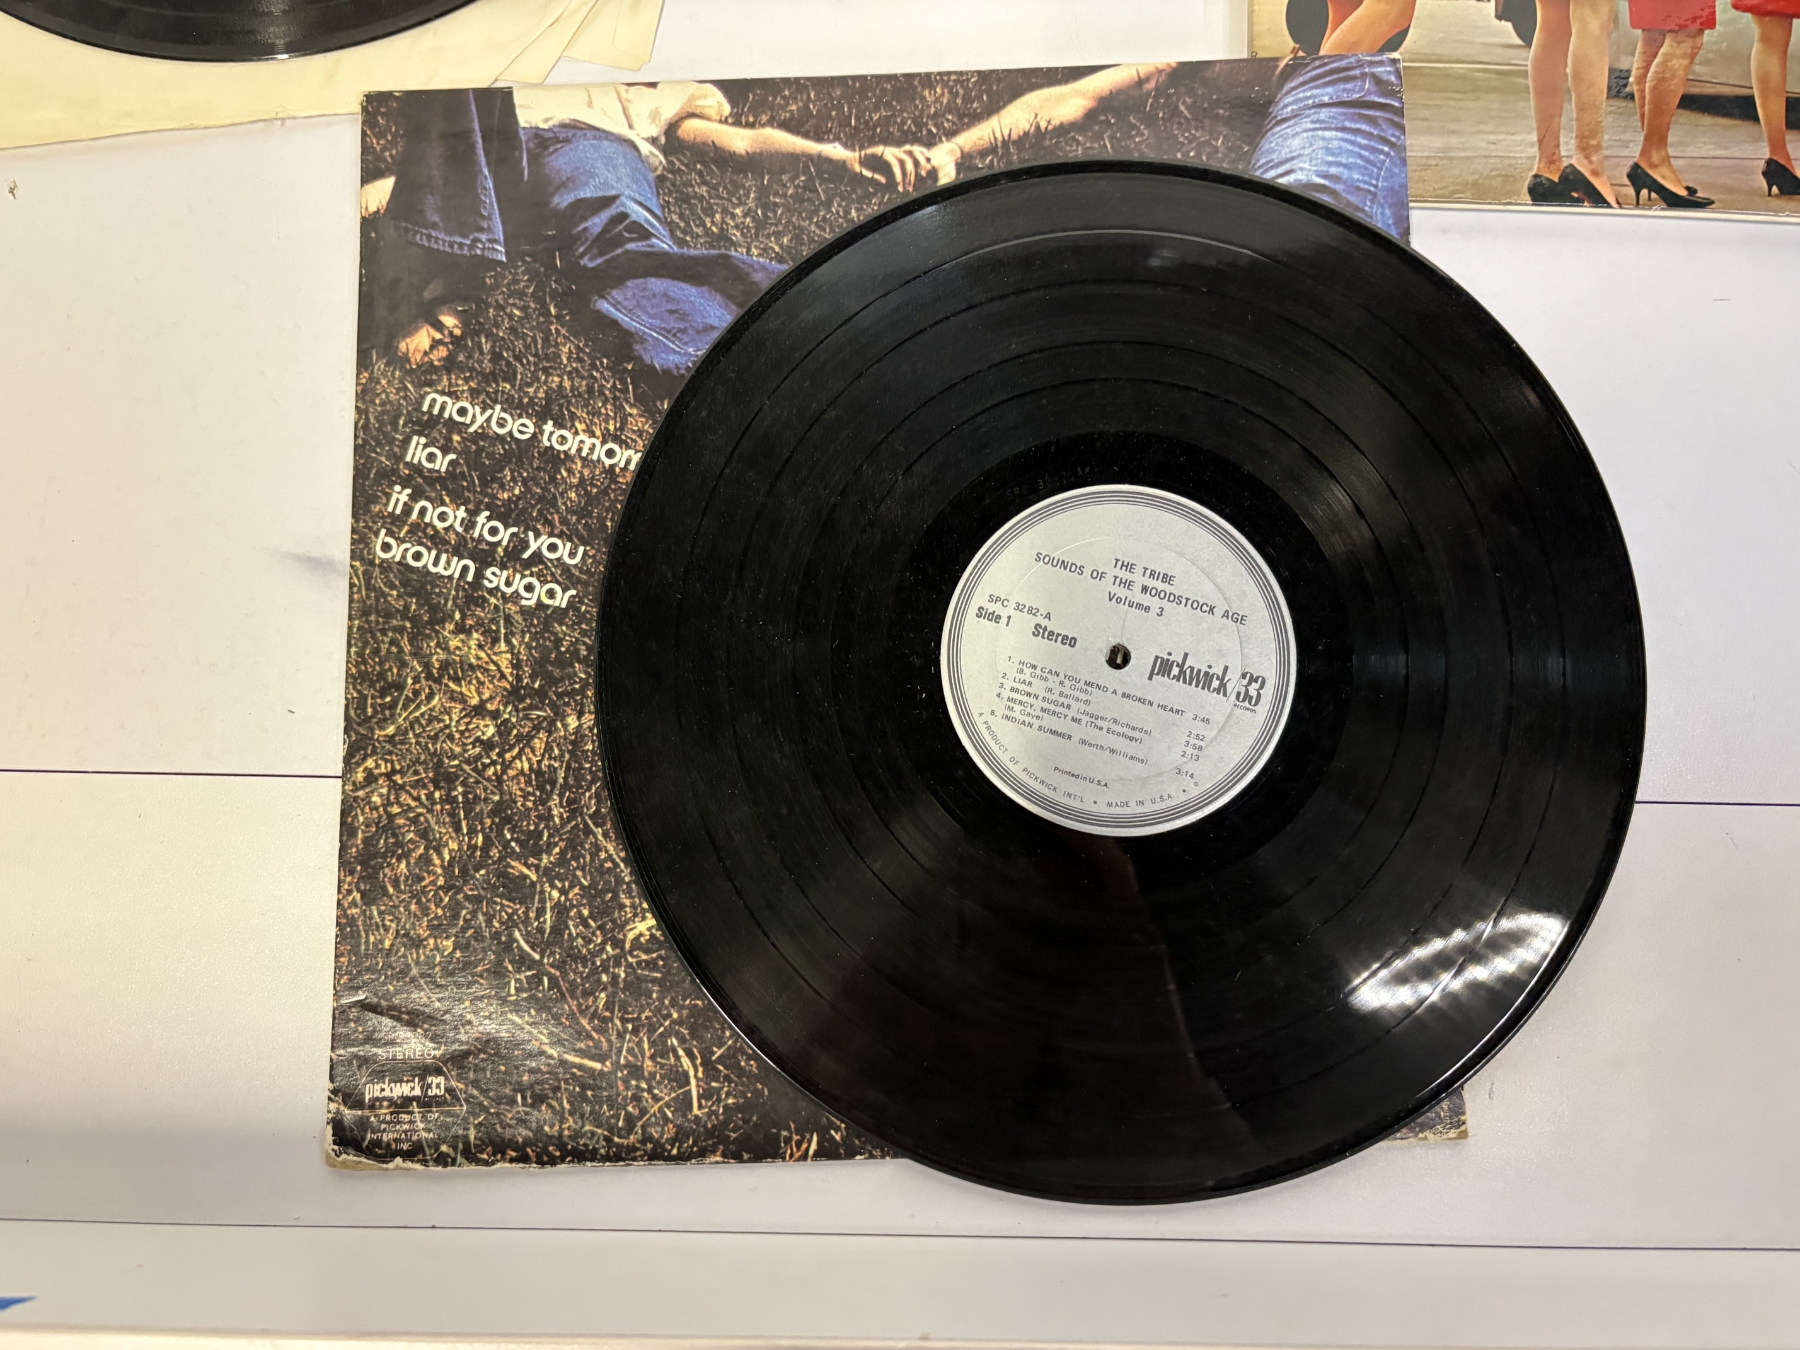 maybe tomorr
liar
if not for you
brown sugar
STEREO
pickwick/33
A PRODUCT OF
PICKWICK
INTERNATIONAL
INC
THE TRIBE
SOUNDS OF THE WOODSTOCK AGE
Volume 3
SPC 3282-A
Side 1 Stereo
pickwick/33
RECORDS
1. HOW CAN YOU MEND A BROKEN HEART 3:45
(B. Gibb - R. Gibb)
2. LIAR (R. Ballard) 2:52
3. BROWN SUGAR (Jagger/Richards) 3:58
4. MERCY, MERCY ME (The Ecology) 2:13
(M. Gaye)
5. INDIAN SUMMER (Werth/Williams) 3:14
Printed in U.S.A.
A PRODUCT OF PICKWICK INT'L • MADE IN U.S.A. • ©